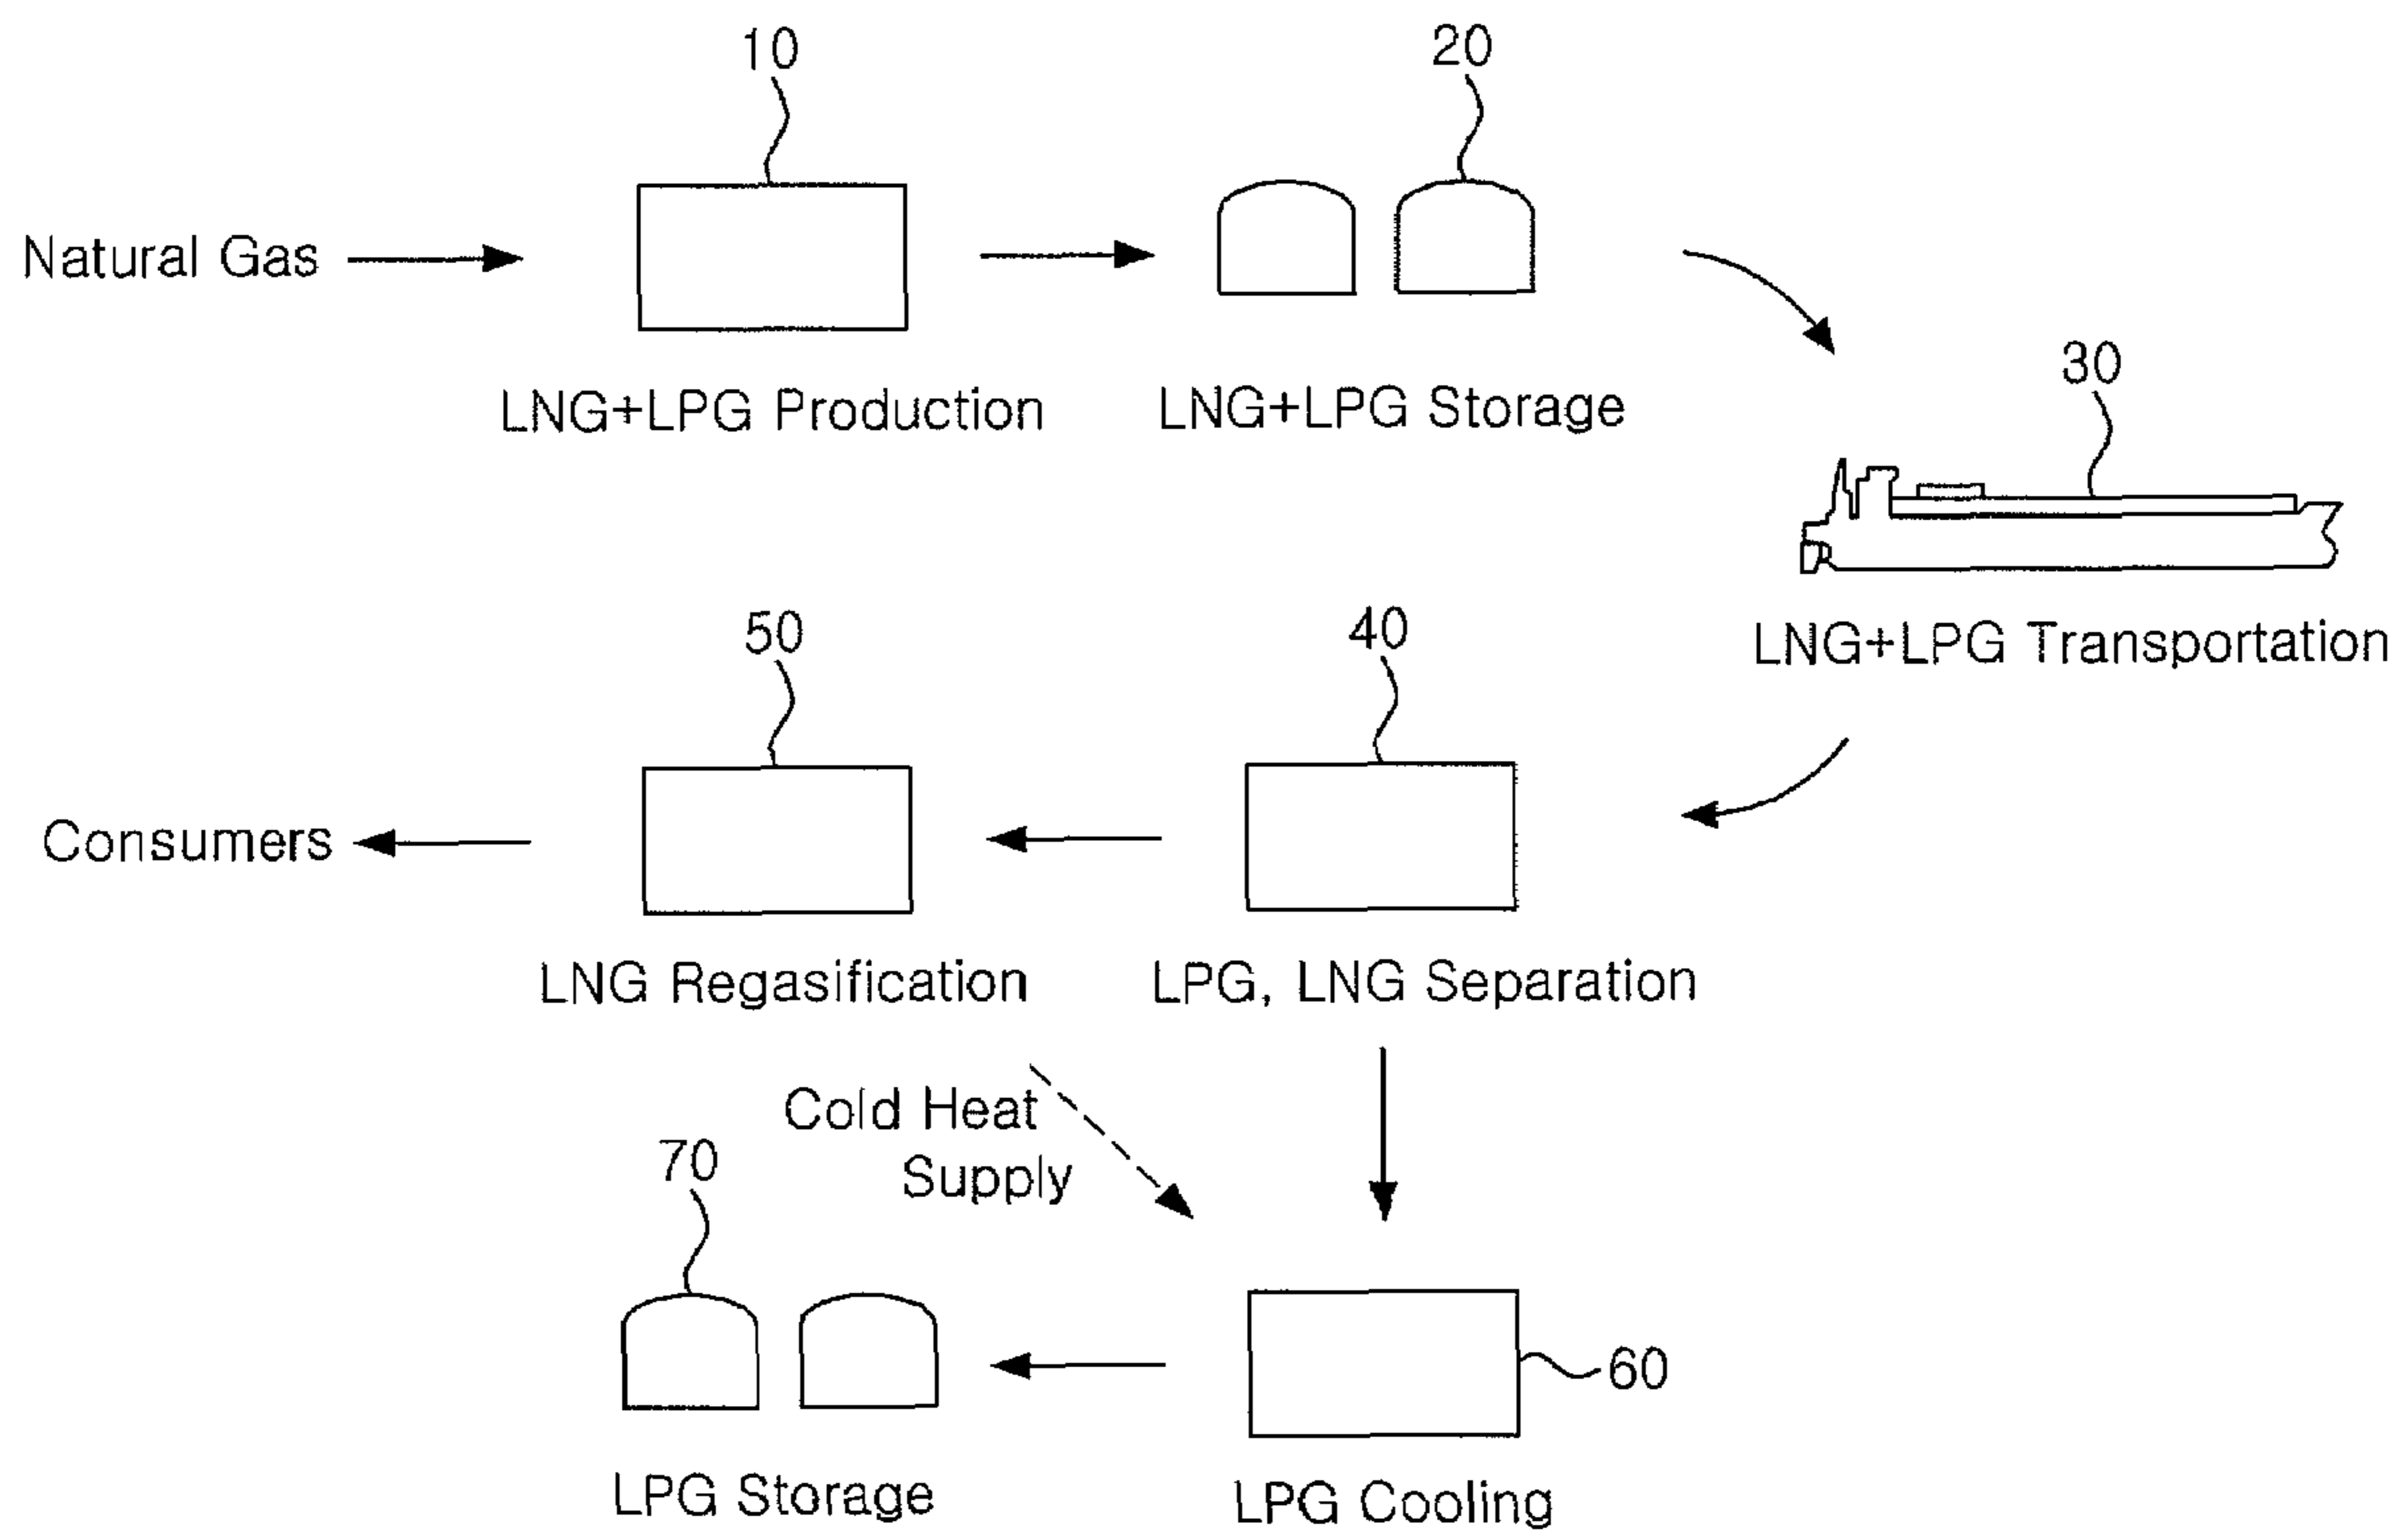 10
20
Natural Gas
LNG+LPG Production
LNG+LPG Storage
30
LNG+LPG Transportation
50
40
Consumers
LNG Regasification
LPG, LNG Separation
Cold Heat
Supply
70
60
LPG Storage
LPG Cooling